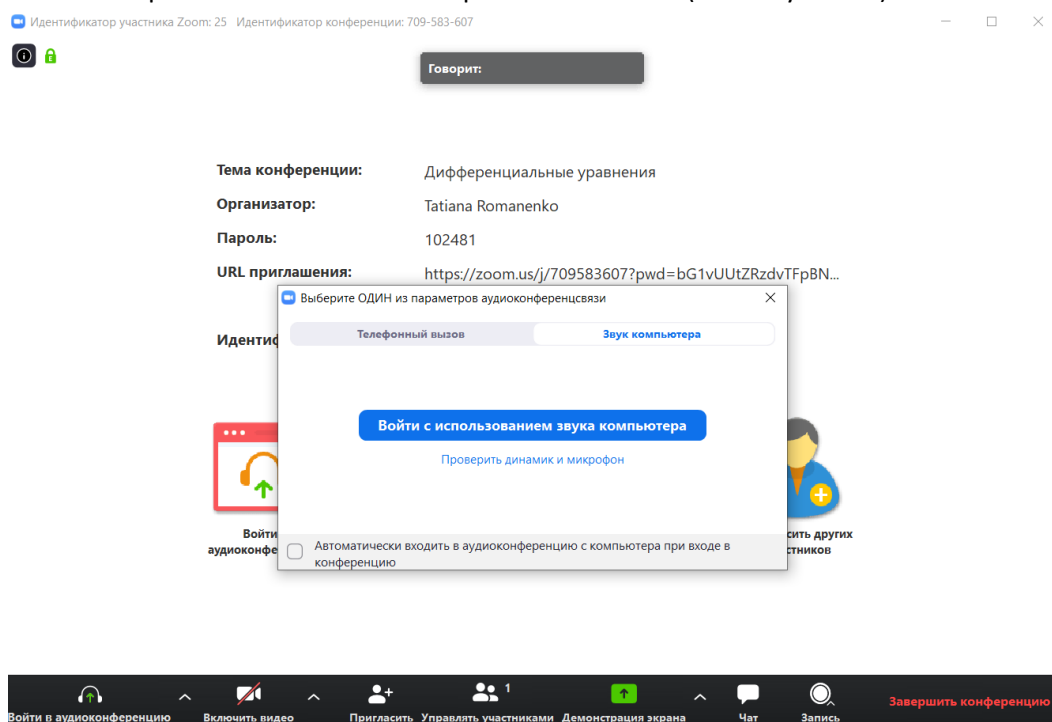 Идентификатор участника Zoom: 25 Идентификатор конференции: 709-583-607
Говорит:
Тема конференции: Дифференциальные уравнения
Организатор: Tatiana Romanenko
Пароль: 102481
URL приглашения: https://zoom.us/j/709583607?pwd=bG1vUUtZRzdvTFpBN...
Выберите ОДИН из параметров аудиоконференцсвязи
Телефонный вызов Звук компьютера
Войти с использованием звука компьютера
Проверить динамик и микрофон
Автоматически входить в аудиоконференцию с компьютера при входе в
конференцию
Войти
1
Войти в аудиоконференцию Включить видео Пригласить Управлять участниками Демонстрация экрана Чат Запись Завершить конференцию